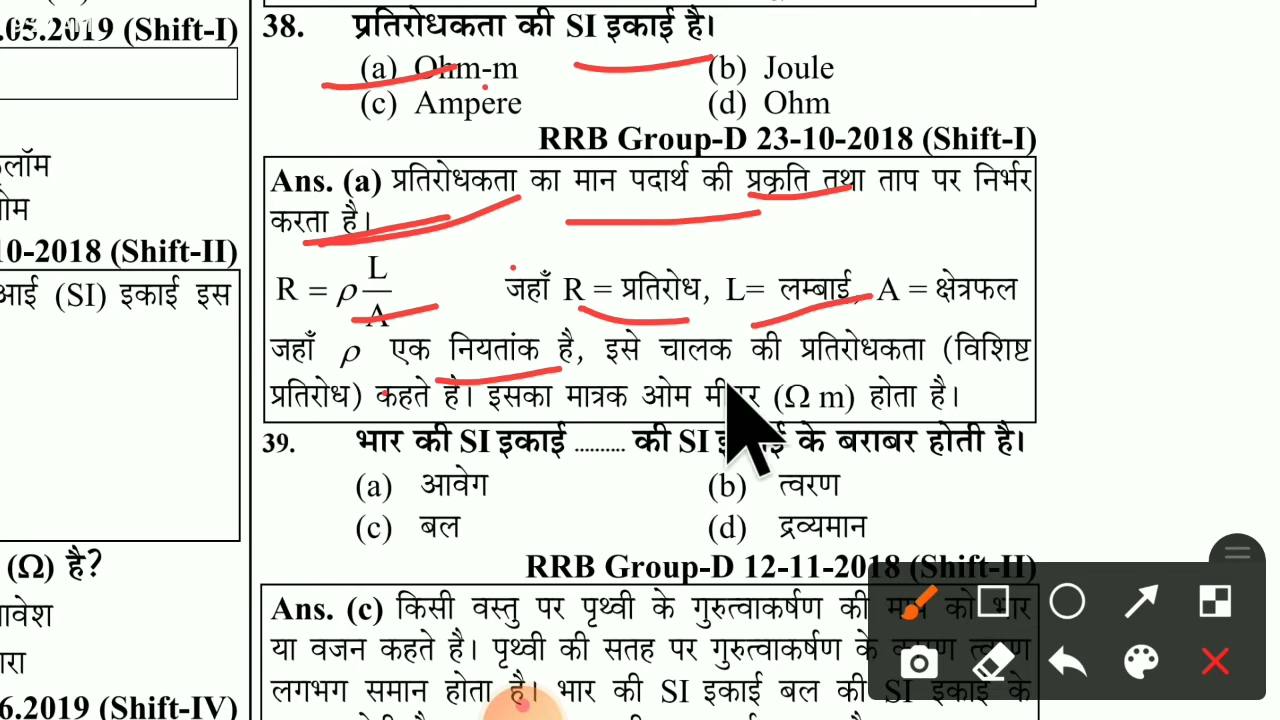 .05.2019 (Shift-I)
लॉम
ओम
10-2018 (Shift-II)
आई (SI) इकाई इस
(Ω) है?
6.2019 (Shift-IV)
38. प्रतिरोधकता की SI इकाई है।
(a) Ohm-m (b) Joule
(c) Ampere (d) Ohm
RRB Group-D 23-10-2018 (Shift-I)
Ans. (a) प्रतिरोधकता का मान पदार्थ की प्रकृति तथा ताप पर निर्भर
करता है।
R = ρ L/A जहाँ R = प्रतिरोध, L= लम्बाई, A = क्षेत्रफल
जहाँ ρ एक नियतांक है, इसे चालक की प्रतिरोधकता (विशिष्ट
प्रतिरोध) कहते है। इसका मात्रक ओम मीटर (Ω m) होता है।
39. भार की SI इकाई .......... की SI इकाई के बराबर होती है।
(a) आवेग (b) त्वरण
(c) बल (d) द्रव्यमान
RRB Group-D 12-11-2018 (Shift-II)
Ans. (c) किसी वस्तु पर पृथ्वी के गुरुत्वाकर्षण की माप को भार
या वजन कहते है। पृथ्वी की सतह पर गुरुत्वाकर्षण के कारण त्वरण
लगभग समान होता है। भार की SI इकाई बल की SI इकाई के